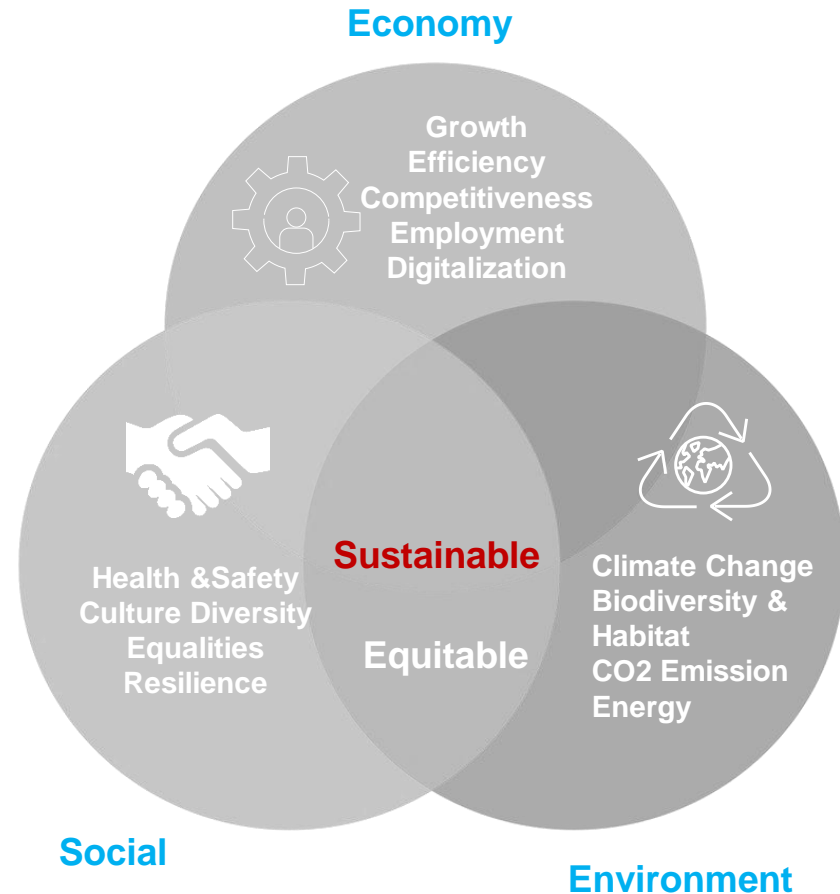 Economy
Growth
Efficiency
Competitiveness
Employment
Digitalization
Sustainable
Equitable
Health &Safety
Culture Diversity
Equalities
Resilience
Climate Change
Biodiversity &
Habitat
CO2 Emission
Energy
Social
Environment